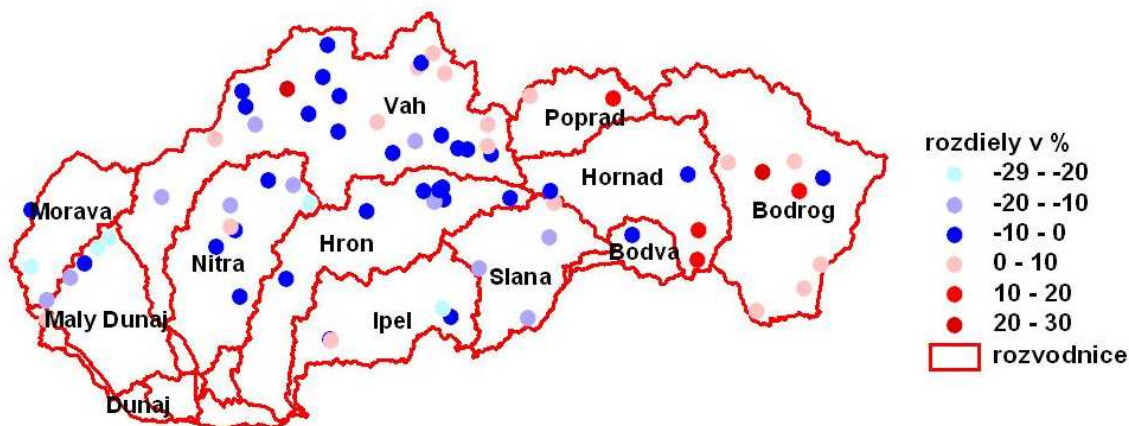 Vah
Poprad
Hornad
Morava
Bodrog
Hron
Bodva
Nitra
Slana
Maly Dunaj
Ipel
Dunaj
rozdiely v %
-29 - -20
-20 - -10
-10 - 0
0 - 10
10 - 20
20 - 30
rozvodnice